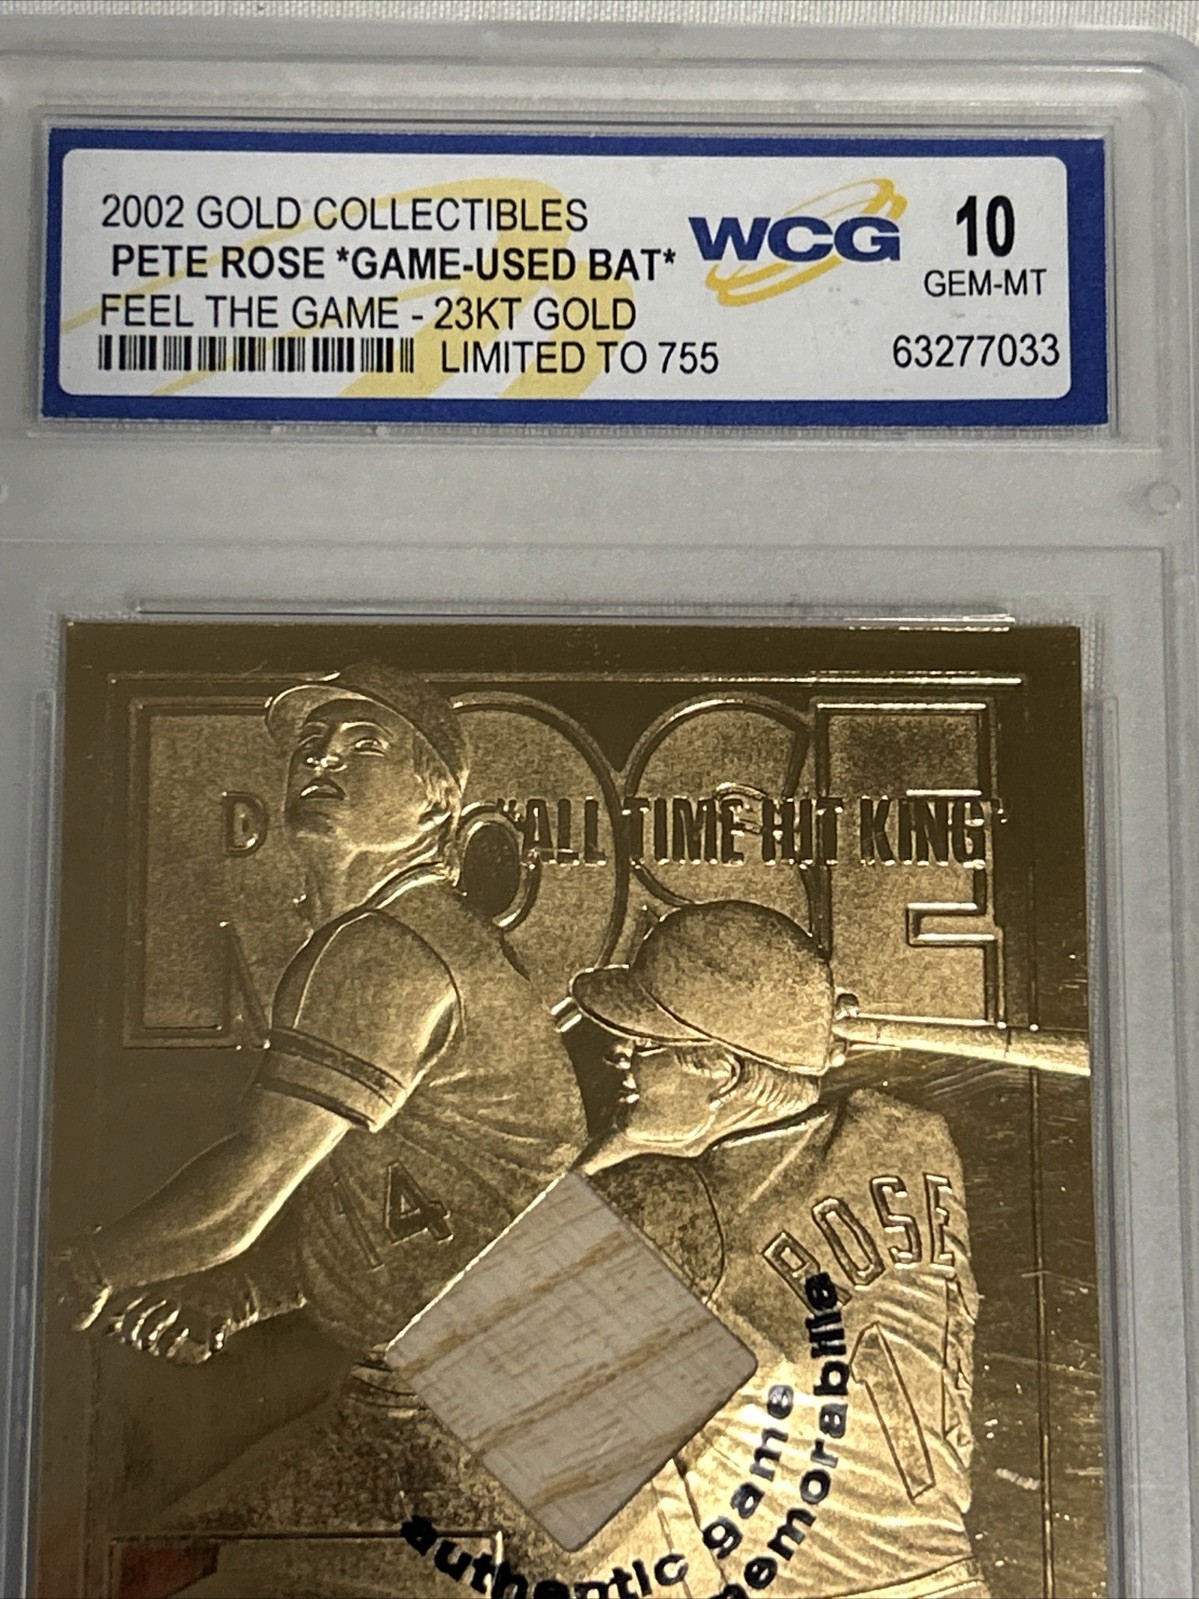 2002 GOLD COLLECTIBLES
PETE ROSE *GAME-USED BAT*
FEEL THE GAME - 23KT GOLD
LIMITED TO 755
WCG
10
GEM-MT
63277033
ROSE
"ALL TIME HIT KING"
14
ROSE
authentic game
memorabilia